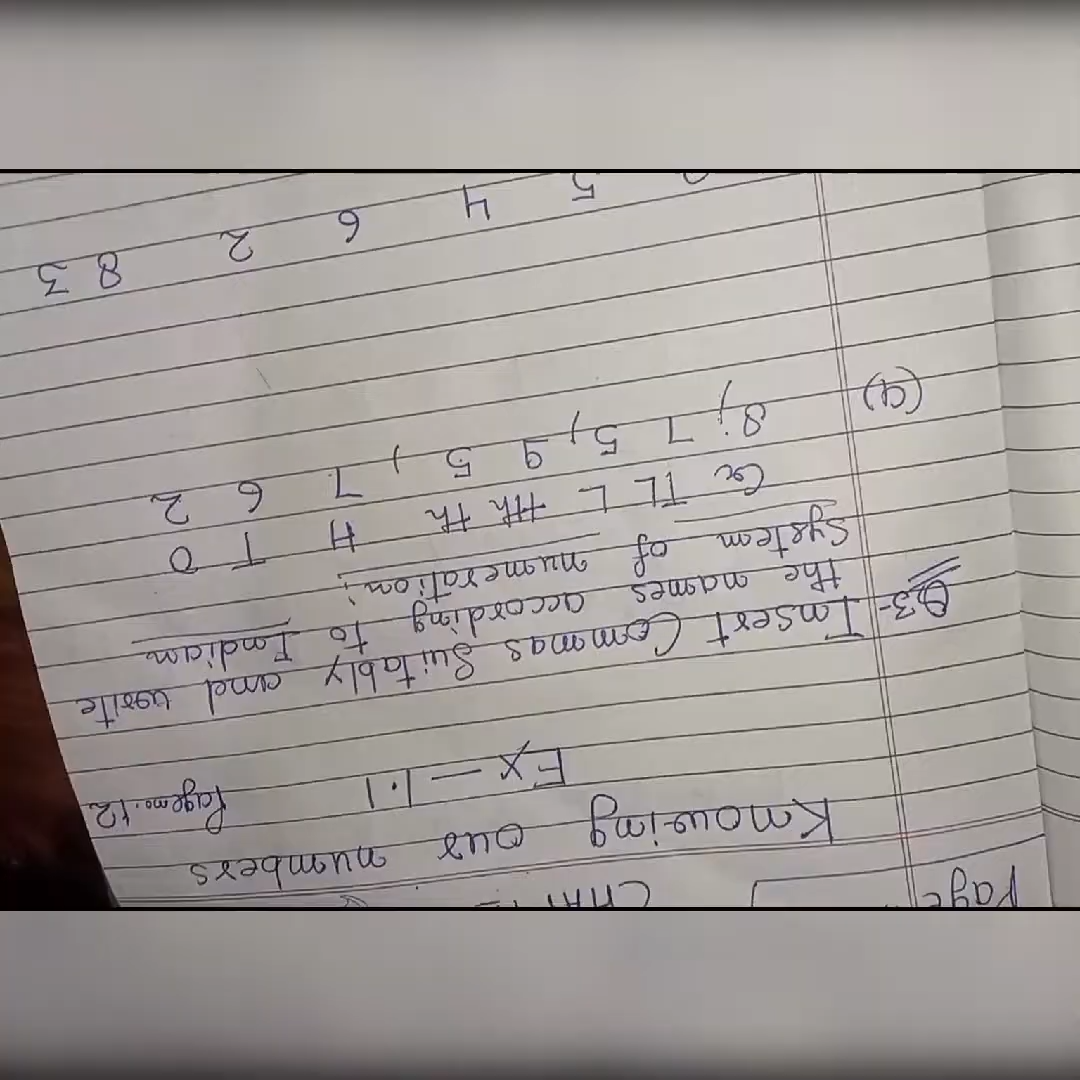 Page
Knowing our numbers
Ex - 1.1 Page no. 12
Q3- Insert Commas Suitably and write
the names according to Indian
System of numeration:
Cr TL L tth th H T O
(a) 8, 7 5, 9 5, 7 6 2
5 4 6 2 8 3